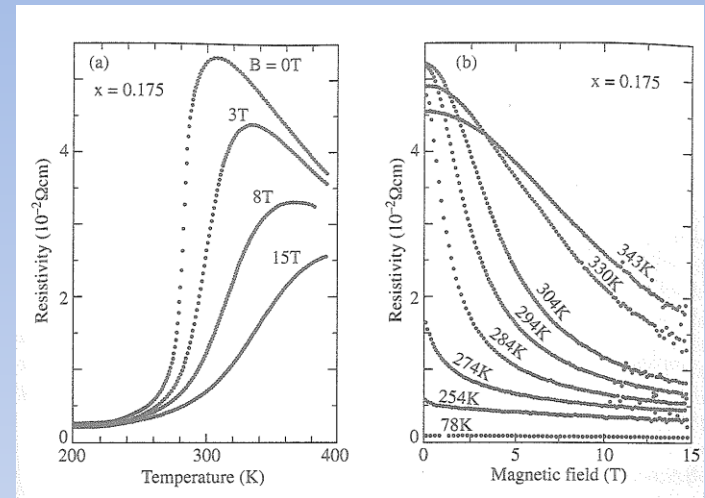 (a)
B = 0T
x = 0.175
3T
8T
15T
Resistivity (10⁻²Ωcm)
4
2
0
200
300
400
Temperature (K)
(b)
x = 0.175
343K
330K
304K
294K
284K
274K
254K
78K
Resistivity (10⁻²Ωcm)
4
2
0
0
5
10
15
Magnetic field (T)